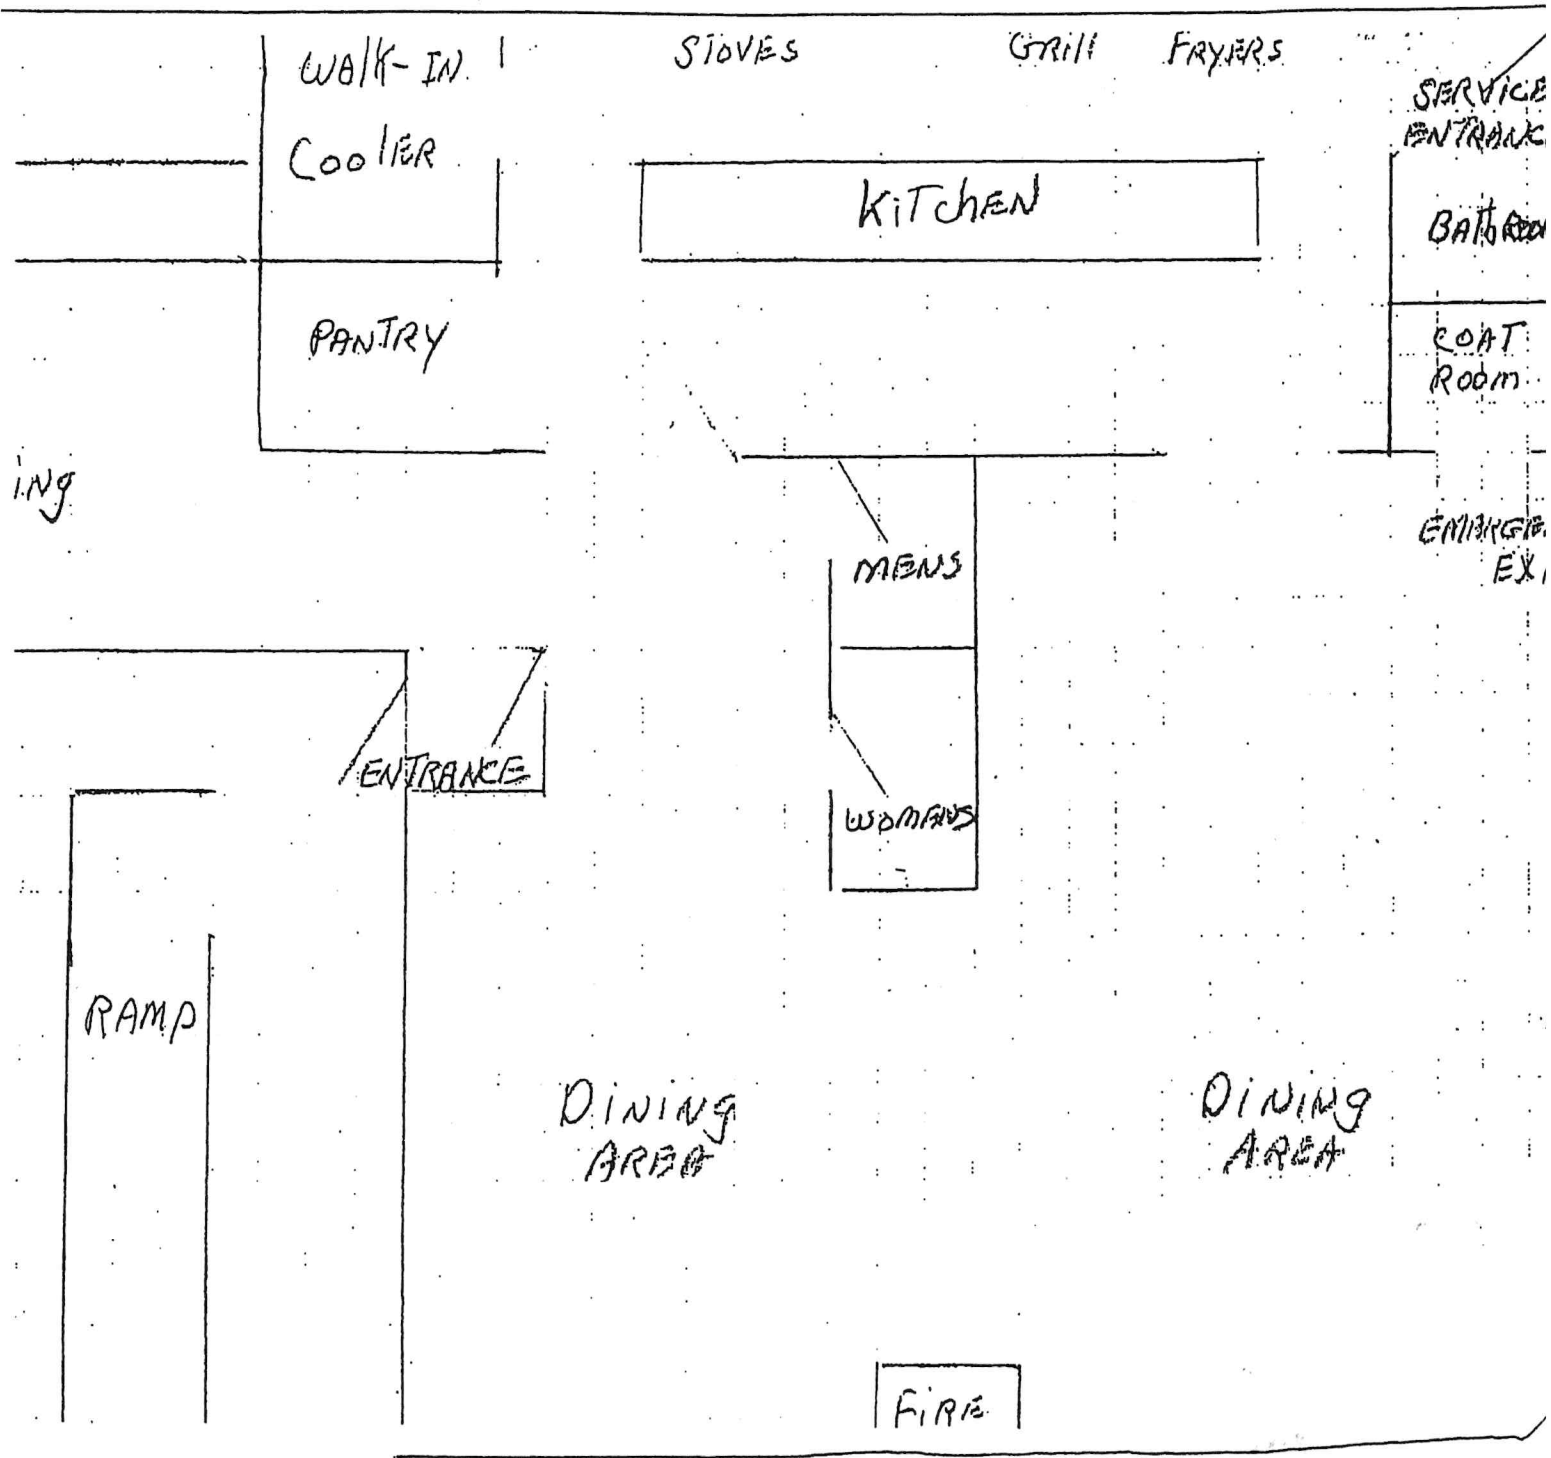 WALK-IN
COOLER
STOVES
GRILL
FRYERS
SERVICE
ENTRANC
KITCHEN
BATHROO
PANTRY
COAT
ROOM
ING
MENS
EMERGE
EX
ENTRANCE
WOMENS
RAMP
DINING
AREA
DINING
AREA
FIRE